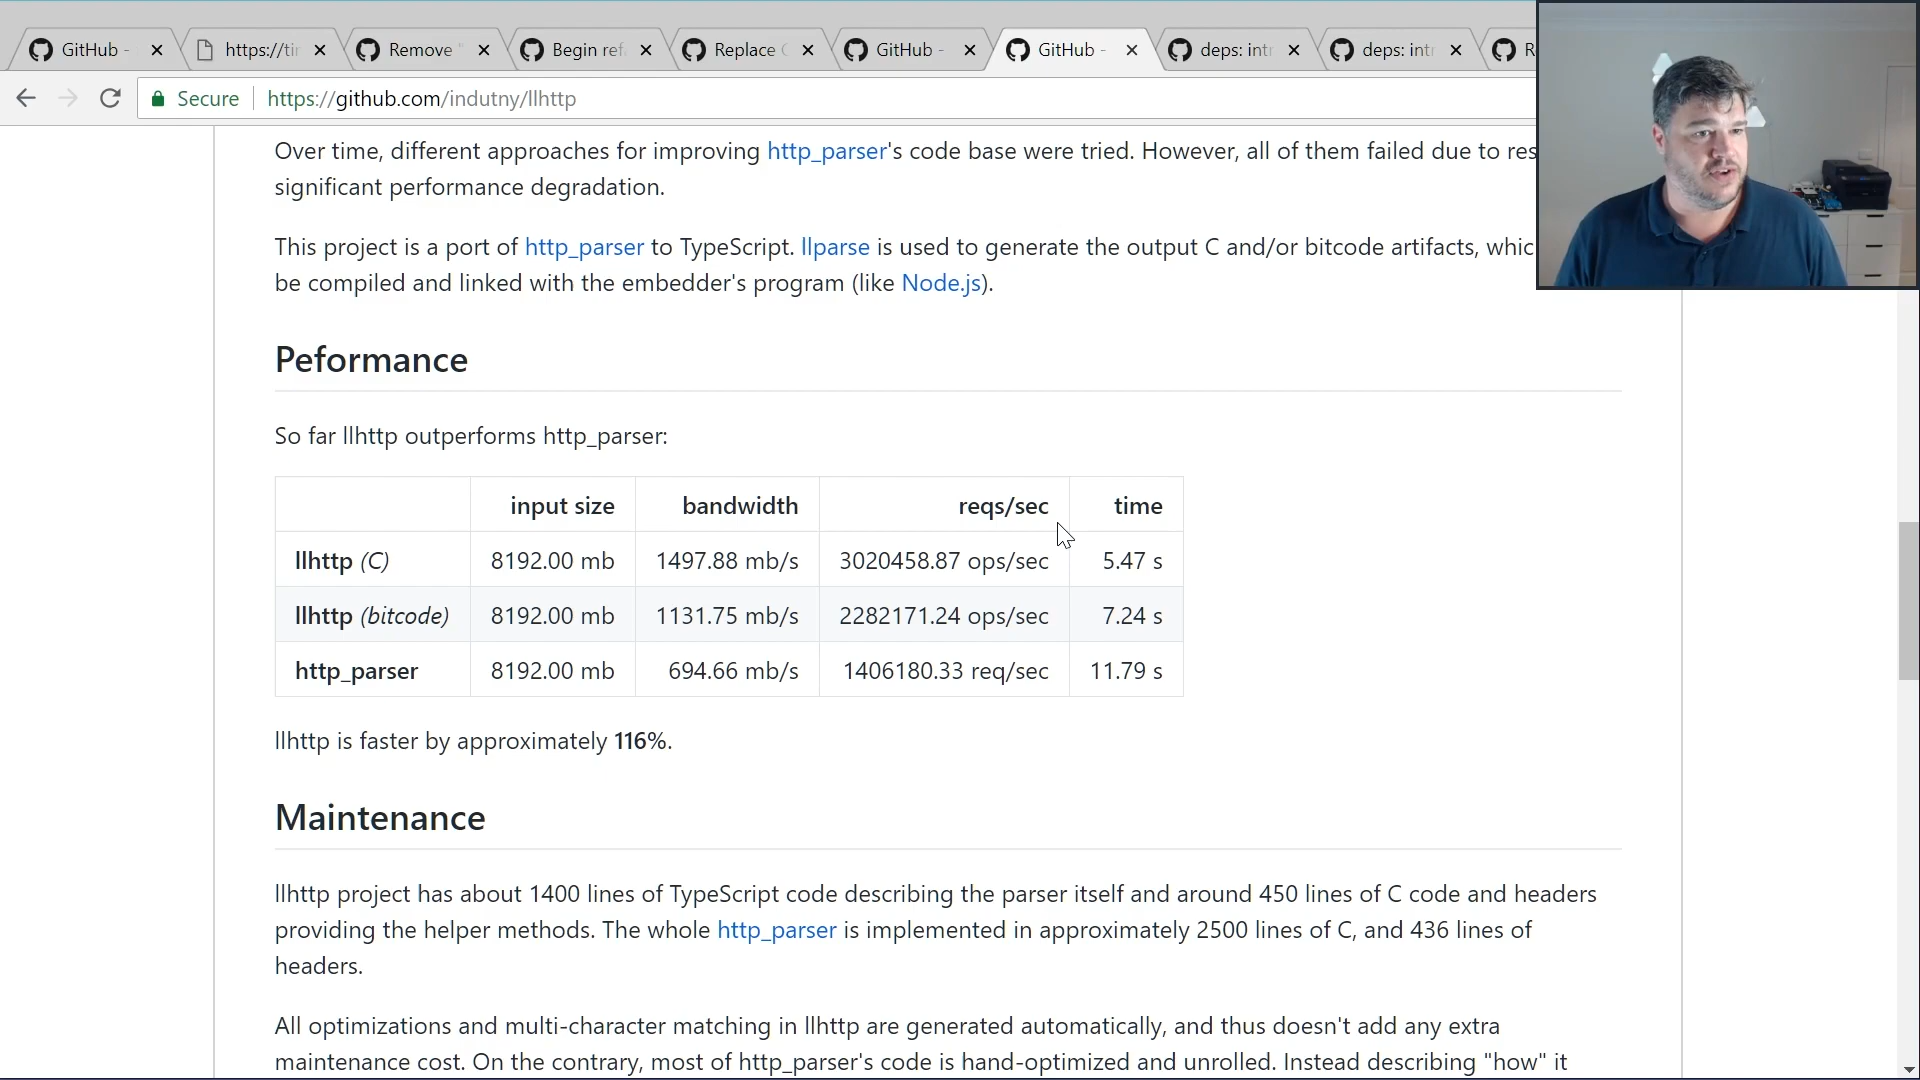 GitHub -
https://tir
Remove "
Begin ref
Replace
GitHub -
GitHub -
deps: intr
deps: intr
R
Secure
https://github.com/indutny/llhttp
Over time, different approaches for improving http_parser's code base were tried. However, all of them failed due to res
significant performance degradation.
This project is a port of http_parser to TypeScript. llparse is used to generate the output C and/or bitcode artifacts, whic
be compiled and linked with the embedder's program (like Node.js).
Peformance
So far llhttp outperforms http_parser:
input size bandwidth reqs/sec time
llhttp (C) 8192.00 mb 1497.88 mb/s 3020458.87 ops/sec 5.47 s
llhttp (bitcode) 8192.00 mb 1131.75 mb/s 2282171.24 ops/sec 7.24 s
http_parser 8192.00 mb 694.66 mb/s 1406180.33 req/sec 11.79 s
llhttp is faster by approximately 116%.
Maintenance
llhttp project has about 1400 lines of TypeScript code describing the parser itself and around 450 lines of C code and headers
providing the helper methods. The whole http_parser is implemented in approximately 2500 lines of C, and 436 lines of
headers.
All optimizations and multi-character matching in llhttp are generated automatically, and thus doesn't add any extra
maintenance cost. On the contrary, most of http_parser's code is hand-optimized and unrolled. Instead describing "how" it